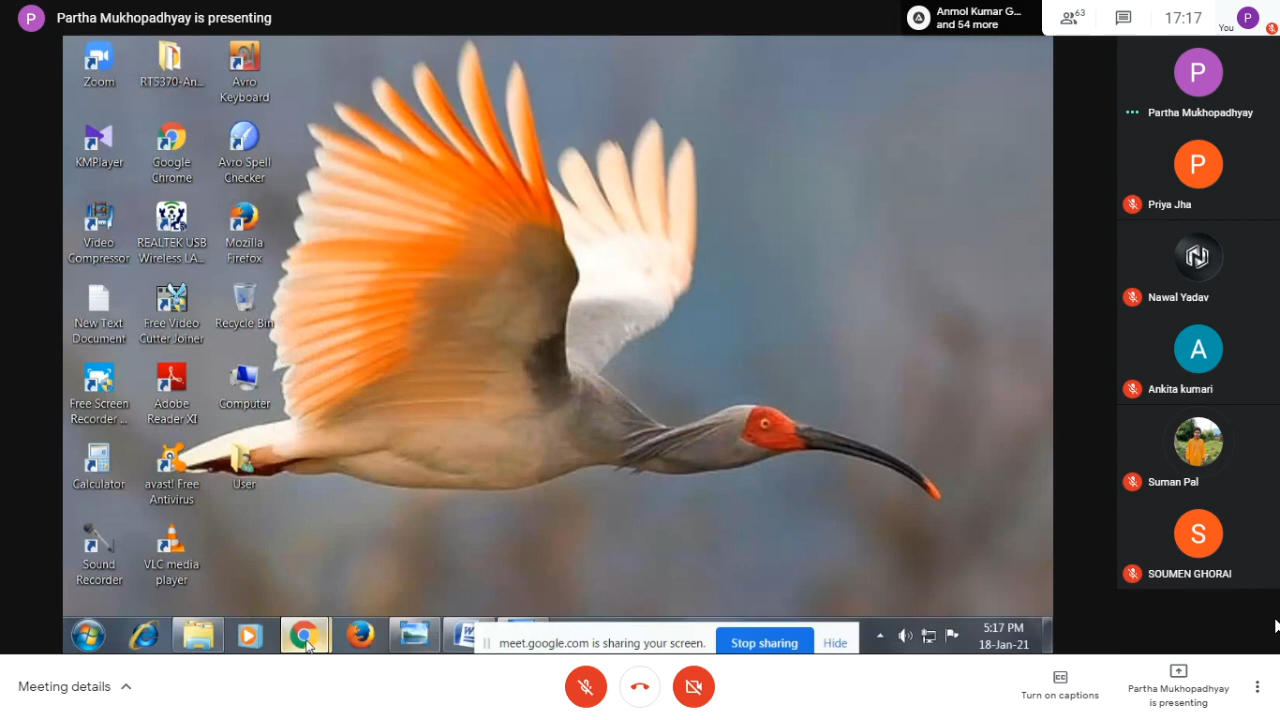 P Partha Mukhopadhyay is presenting
Anmol Kumar G...
and 54 more
63
17:17
You
P
Zoom
RT5370-An...
Avro
Keyboard
KMPlayer
Google
Chrome
Avro Spell
Checker
Video
Compressor
REALTEK USB
Wireless LA...
Mozilla
Firefox
New Text
Document
Free Video
Cutter Joiner
Recycle Bin
Free Screen
Recorder ...
Adobe
Reader XI
Computer
Calculator
avast! Free
Antivirus
User
Sound
Recorder
VLC media
player
P
Partha Mukhopadhyay
P
Priya Jha
Nawal Yadav
A
Ankita kumari
Suman Pal
S
SOUMEN GHORAI
meet.google.com is sharing your screen.
Stop sharing
Hide
5:17 PM
18-Jan-21
Meeting details
CC
Turn on captions
Partha Mukhopadhyay
is presenting